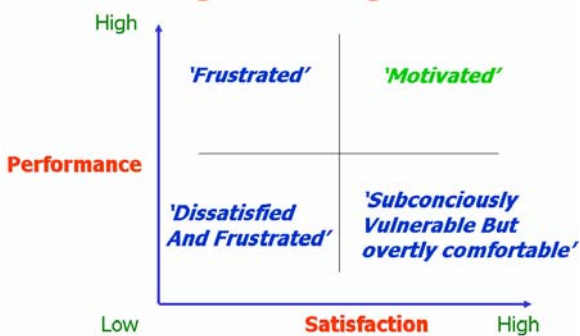 High
'Frustrated'
'Motivated'
Performance
'Dissatisfied
And Frustrated'
'Subconciously
Vulnerable But
overtly comfortable'
Low
Satisfaction
High